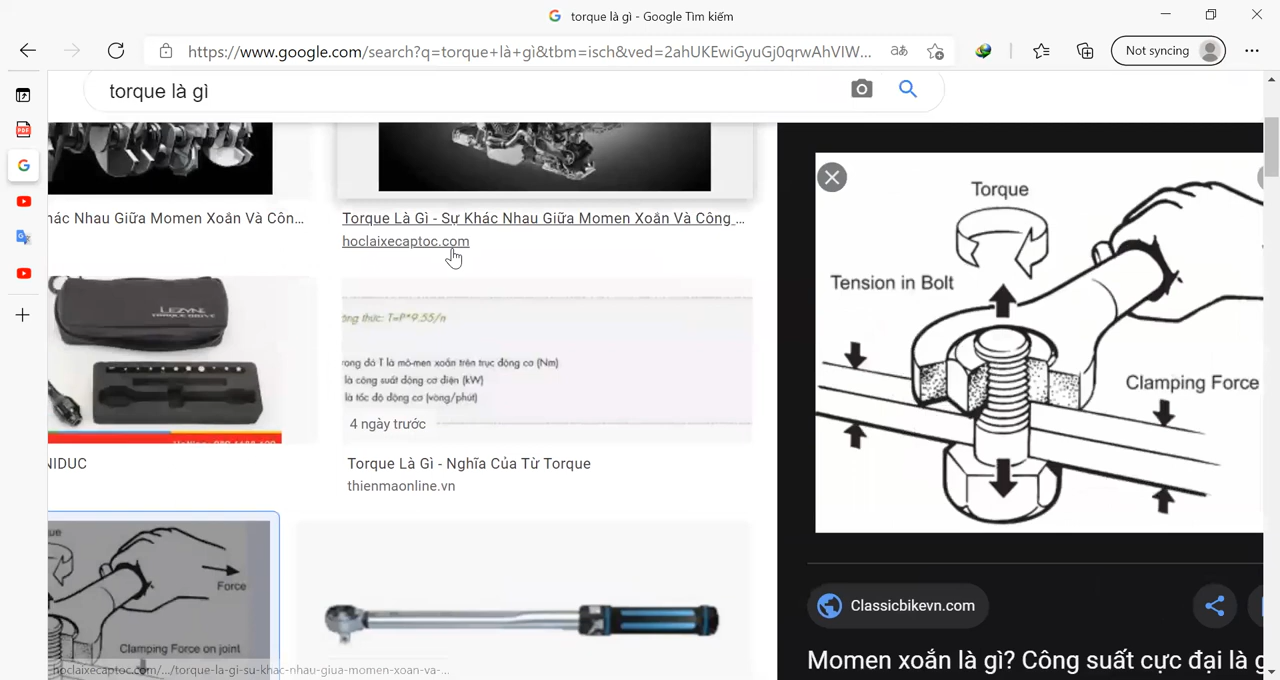 torque là gì - Google Tìm kiếm
https://www.google.com/search?q=torque+là+gì&tbm=isch&ved=2ahUKEwiGyuGj0qrwAhVIW...
Not syncing
torque là gì
hác Nhau Giữa Momen Xoắn Và Côn...
Torque Là Gì - Sự Khác Nhau Giữa Momen Xoắn Và Công ...
hoclaixecaptoc.com
LEZYNE
TORQUE DRIVE
NIDUC
ông thức: T=P*9.55/n
rong đó T là mô-men xoắn trên trục động cơ (Nm)
là công suất động cơ điện (kW)
là tốc độ động cơ (vòng/phút)
4 ngày trước
Torque Là Gì - Nghĩa Của Từ Torque
thienmaonline.vn
ue
Force
Clamping Force on joint
hoclaixecaptoc.com/.../torque-la-gi-su-khac-nhau-giua-momen-xoan-va-...
Torque
Tension in Bolt
Clamping Force
Classicbikevn.com
Momen xoắn là gì? Công suất cực đại là g